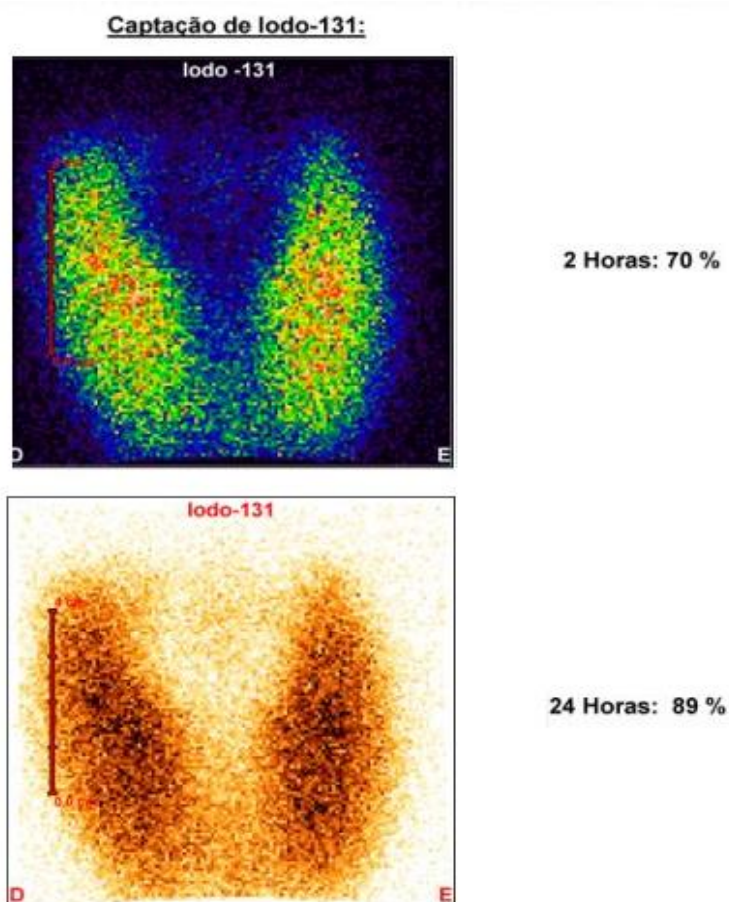 Captação de Iodo-131:
Iodo -131
2 Horas: 70 %
D
E
Iodo-131
24 Horas: 89 %
D
E